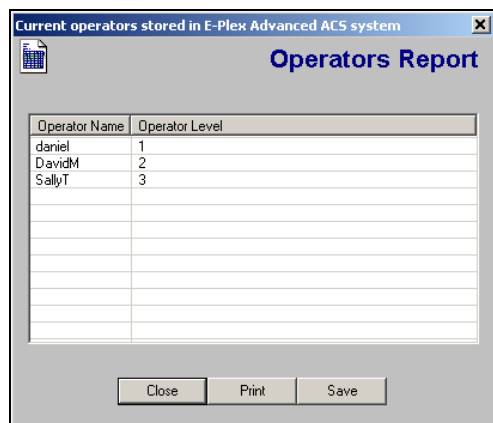 Current operators stored in E-Plex Advanced ACS system
Operators Report
Operator Name Operator Level
daniel 1
DavidM 2
SallyT 3
Close Print Save